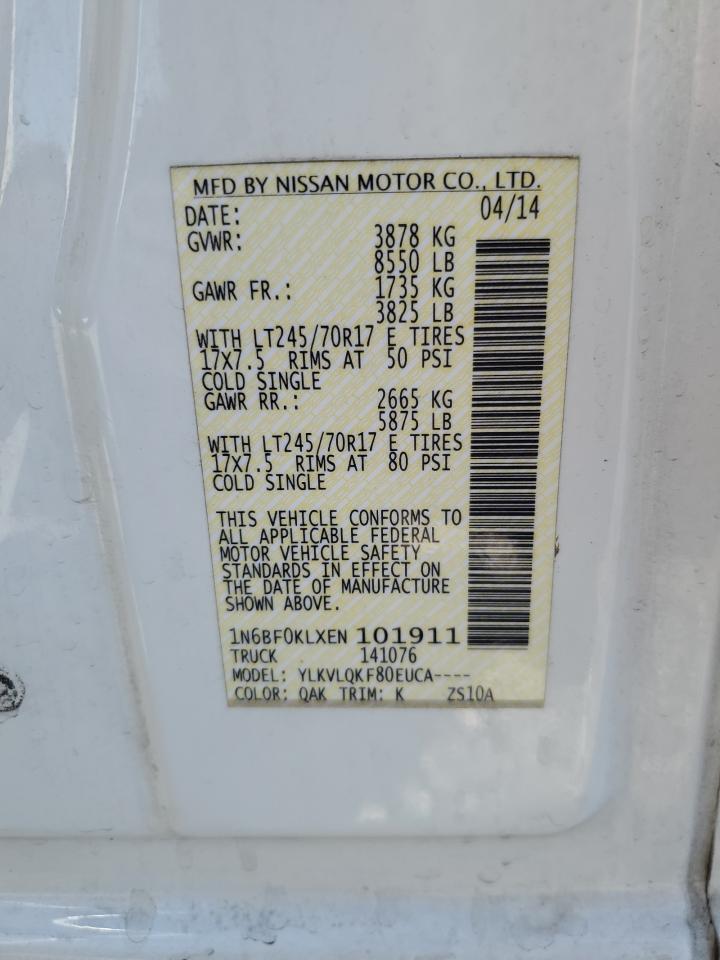 MFD BY NISSAN MOTOR CO., LTD.
DATE: 04/14
GVWR: 3878 KG
8550 LB
GAWR FR.: 1735 KG
3825 LB
WITH LT245/70R17 E TIRES
17X7.5 RIMS AT 50 PSI
COLD SINGLE
GAWR RR.: 2665 KG
5875 LB
WITH LT245/70R17 E TIRES
17X7.5 RIMS AT 80 PSI
COLD SINGLE
THIS VEHICLE CONFORMS TO
ALL APPLICABLE FEDERAL
MOTOR VEHICLE SAFETY
STANDARDS IN EFFECT ON
THE DATE OF MANUFACTURE
SHOWN ABOVE.
1N6BF0KLXEN 101911
TRUCK 141076
MODEL: YLKVLQKF80EUCA----
COLOR: QAK TRIM: K ZS10A